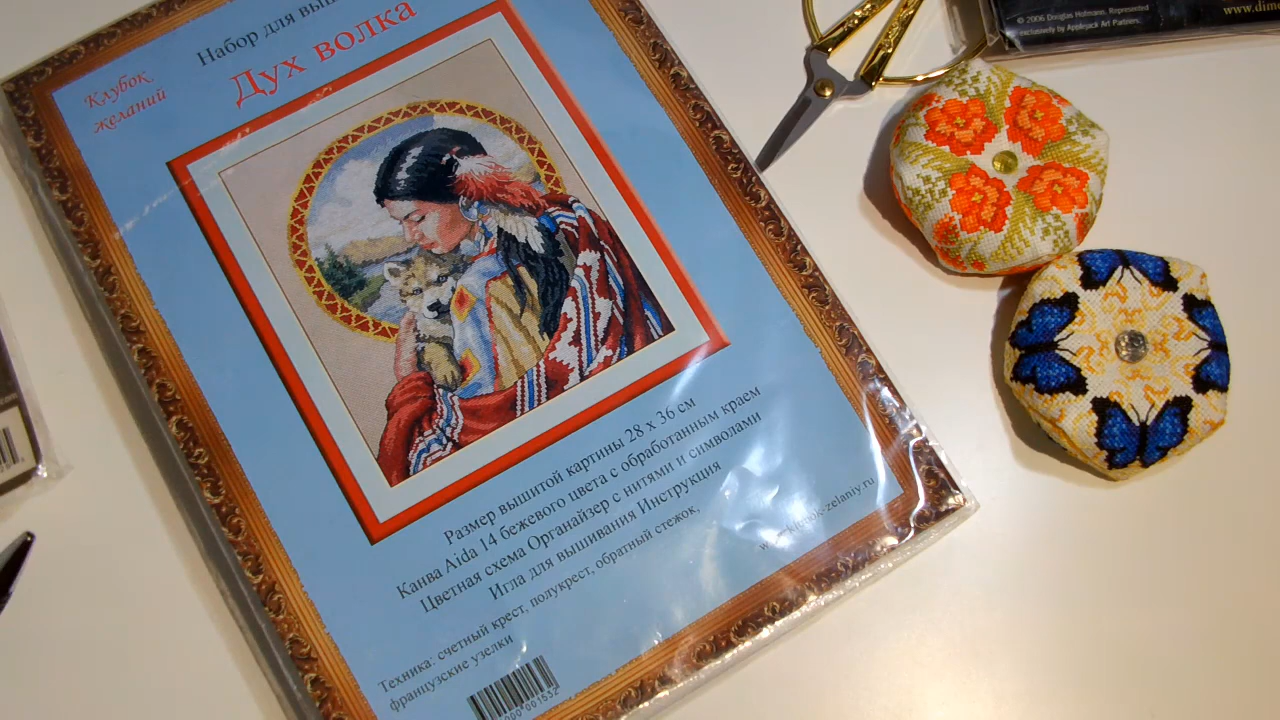 Набор для
Клубок
желаний
Дух волка
Размер вышитой картины 28 х 36 см
Канва Aida 14 бежевого цвета с обработанным краем
Цветная схема Органайзер с нитями и символами
Игла для вышивания Инструкция
Техника: счетный крест, полукрест, обратный стежок,
французские узелки
© 2006 Douglas Hofmann. Represented
exclusively by Applejack Art Partners.